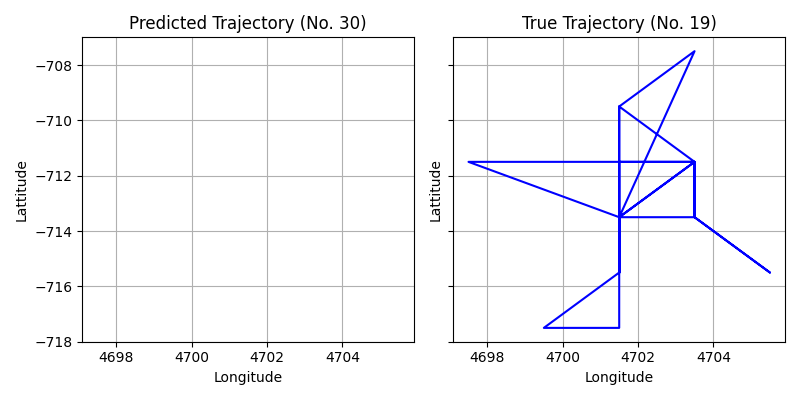 Predicted Trajectory (No. 30)
True Trajectory (No. 19)
Lattitude
−708
−710
−712
−714
−716
−718
4698
4700
4702
4704
Longitude
Lattitude
4698
4700
4702
4704
Longitude